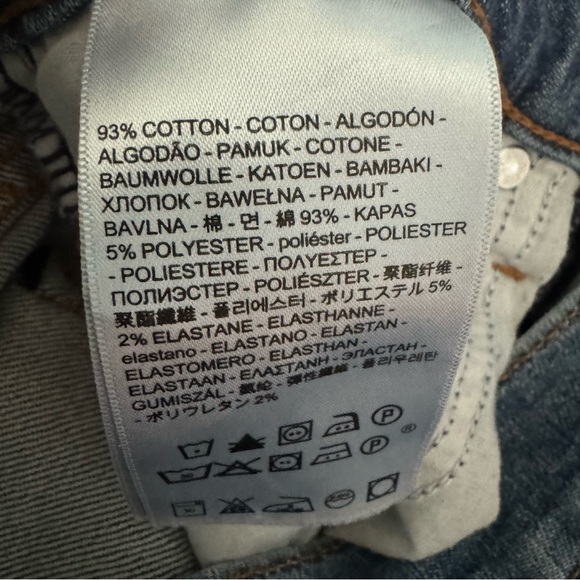 93% COTTON - COTON - ALGODÓN -
ALGODÃO - PAMUK - COTONE -
BAUMWOLLE - KATOEN - BAMBAKI -
ХЛОПОК - BAWEŁNA - PAMUT -
BAVLNA - 棉 - 면 - 綿 93% - KAPAS
5% POLYESTER - poliéster - POLIESTER
- POLIESTERE - ΠΟΛΥΕΣΤΕΡ -
ПОЛИЭСТЕР - POLIÉSZTER - 聚酯纤维 -
聚酯纖維 - 폴리에스터 - ポリエステル 5%
2% ELASTANE - ELASTHANNE -
elastano - ELASTANO - ELASTAN -
ELASTOMERO - ELASTHAN -
ELASTAAN - ΕΛΑΣΤΑΝΗ - ЭЛАСТАН -
GUMISZÁL - 氨纶 - 彈性纖維 - 폴리우레탄
- ポリウレタン 2%
P
P ®